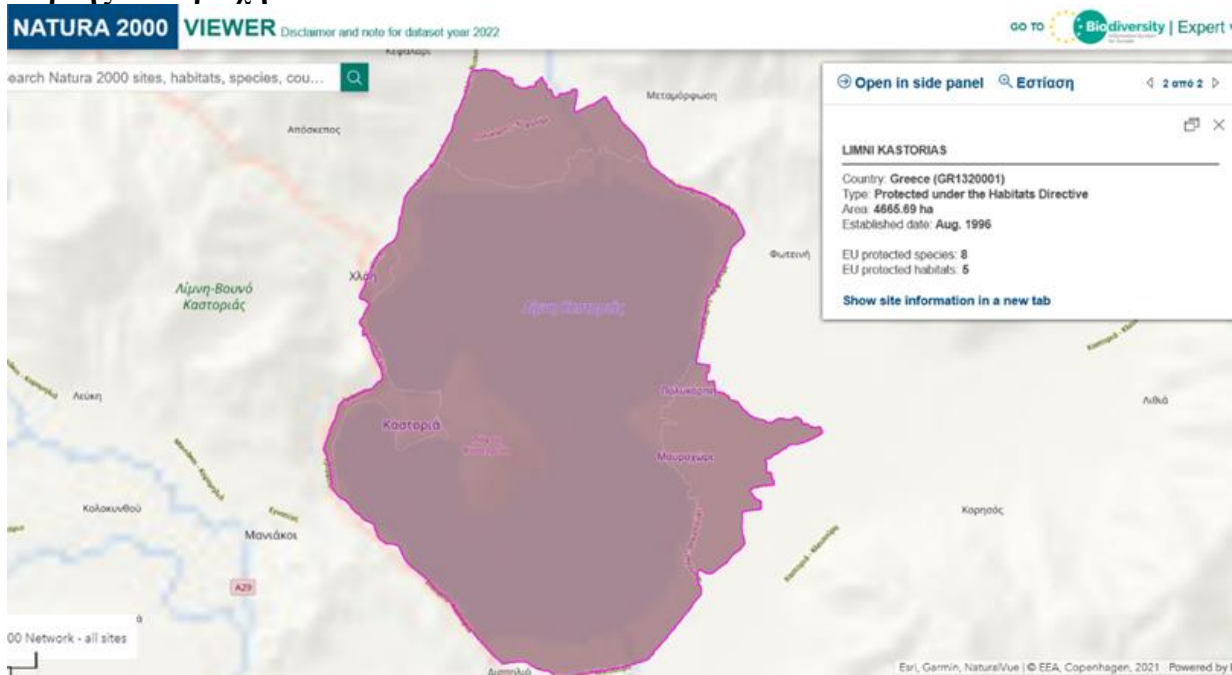 NATURA 2000 VIEWER Disclaimer and note for dataset year 2022
GO TO Biodiversity | Expert
earch Natura 2000 sites, habitats, species, cou...
Κεφαλάρι
Μεταμόρφωση
Απόσκεπος
Open in side panel Εστίαση 2 από 2
LIMNI KASTORIAS
Country: Greece (GR1320001)
Type: Protected under the Habitats Directive
Area: 4665.69 ha
Established date: Aug. 1996
EU protected species: 8
EU protected habitats: 5
Show site information in a new tab
Φωτεινή
Χλόη
Λίμνη-Βουνό
Καστοριάς
Λίμνη Καστοριάς
Πολυκάρπη
Λεύκη
Λιθιά
Καστοριά
Μαυροχώρι
Κολοκυνθού
Κορησός
Μανιάκοι
A29
00 Network - all sites
Δισπηλιό
Esri, Garmin, NaturalVue | © EEA, Copenhagen, 2021 Powered by